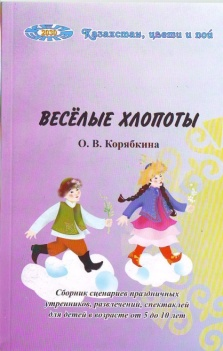 2030
Казахстан, цвети и пой
ВЕСЁЛЫЕ ХЛОПОТЫ
О. В. Корябкина
Сборник сценариев праздничных
утренников, развлечений, спектаклей
для детей в возрасте от 5 до 10 лет